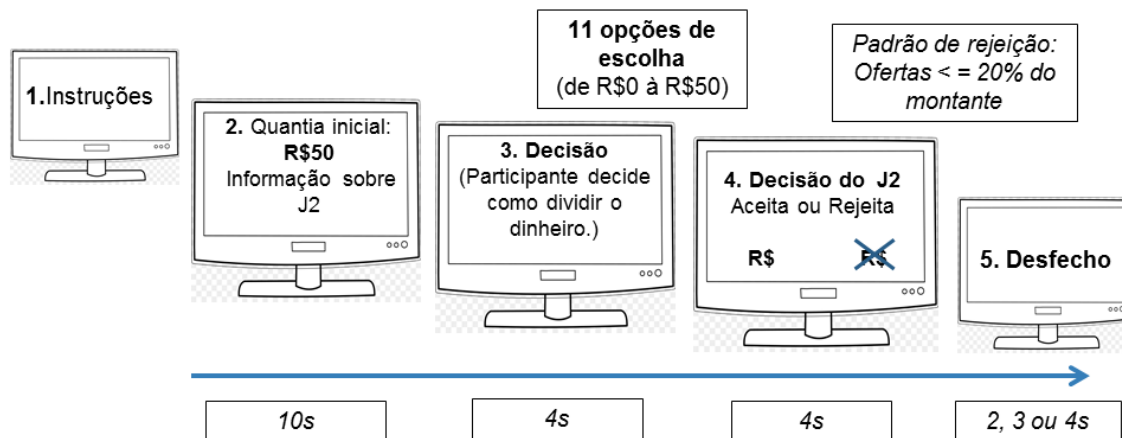 1.Instruções
2. Quantia inicial:
R$50
Informação sobre
J2
11 opções de
escolha
(de R$0 à R$50)
3. Decisão
(Participante decide
como dividir o
dinheiro.)
Padrão de rejeição:
Ofertas < = 20% do
montante
4. Decisão do J2
Aceita ou Rejeita
R$ R$
5. Desfecho
10s
4s
4s
2, 3 ou 4s